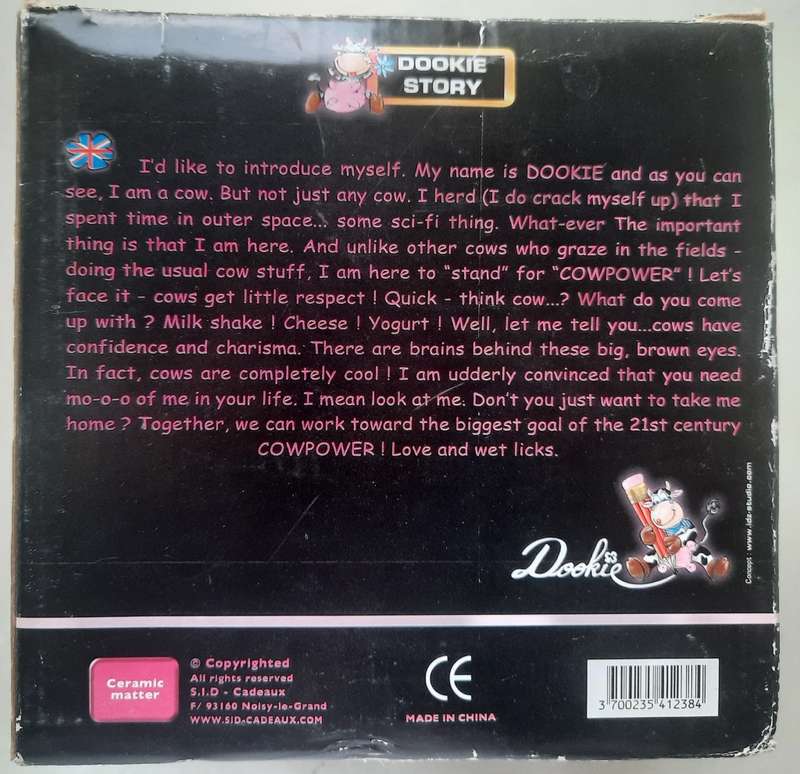 DOOKIE
STORY
I'd like to introduce myself. My name is DOOKIE and as you can
see, I am a cow. But not just any cow. I herd (I do crack myself up) that I
spent time in outer space... some sci-fi thing. What-ever The important
thing is that I am here. And unlike other cows who graze in the fields -
doing the usual cow stuff, I am here to "stand" for "COWPOWER" ! Let's
face it - cows get little respect ! Quick - think cow...? What do you come
up with ? Milk shake ! Cheese ! Yogurt ! Well, let me tell you...cows have
confidence and charisma. There are brains behind these big, brown eyes.
In fact, cows are completely cool ! I am udderly convinced that you need
mo-o-o of me in your life. I mean look at me. Don't you just want to take me
home ? Together, we can work toward the biggest goal of the 21st century
COWPOWER ! Love and wet licks.
Dookie
Concept : www.idz-studio.com
Ceramic
matter
© Copyrighted
All rights reserved
S.I.D - Cadeaux
F/ 93160 Noisy-le-Grand
WWW.SID-CADEAUX.COM
CE
MADE IN CHINA
3 700235 412384